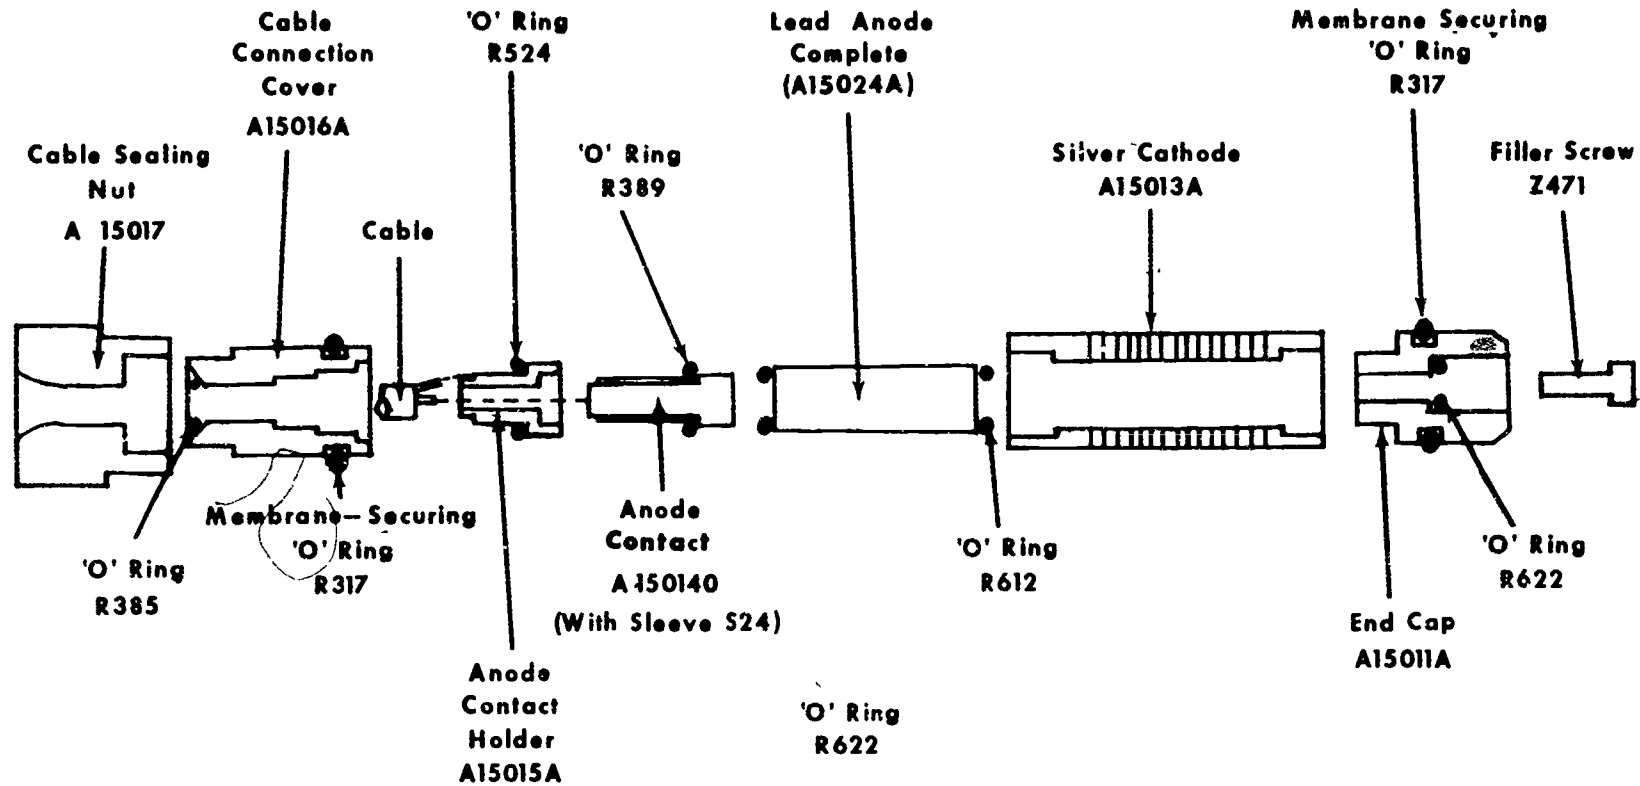 Cable
Connection
Cover
A15016A
'O' Ring
R524
Lead Anode
Complete
(A15024A)
Membrane Securing
'O' Ring
R317
Cable Sealing
Nut
A 15017
Cable
'O' Ring
R389
Silver Cathode
A15013A
Filler Screw
Z471
'O' Ring
R385
Membrane-Securing
'O' Ring
R317
Anode
Contact
A150140
(With Sleeve S24)
Anode
Contact
Holder
A15015A
'O' Ring
R622
'O' Ring
R612
End Cap
A15011A
'O' Ring
R622